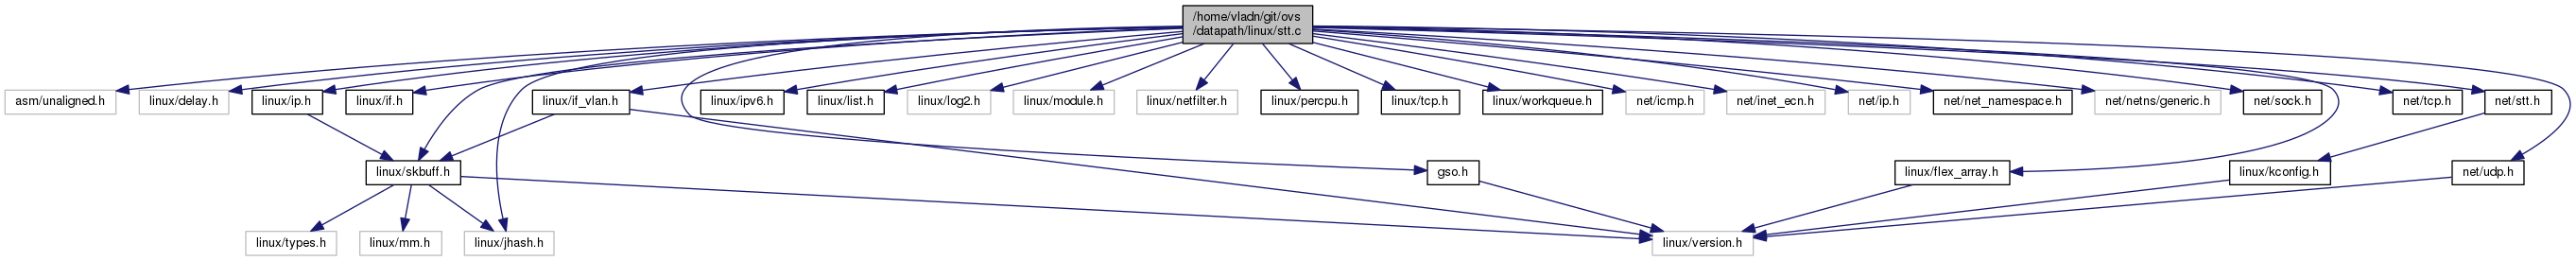 /home/vladn/git/ovs
/datapath/linux/stt.c
asm/unaligned.h
linux/delay.h
linux/ip.h
linux/if.h
linux/if_vlan.h
linux/ipv6.h
linux/list.h
linux/log2.h
linux/module.h
linux/netfilter.h
linux/percpu.h
linux/tcp.h
linux/workqueue.h
net/icmp.h
net/inet_ecn.h
net/ip.h
net/net_namespace.h
net/netns/generic.h
net/sock.h
net/tcp.h
net/stt.h
linux/skbuff.h
gso.h
linux/flex_array.h
linux/kconfig.h
net/udp.h
linux/types.h
linux/mm.h
linux/jhash.h
linux/version.h